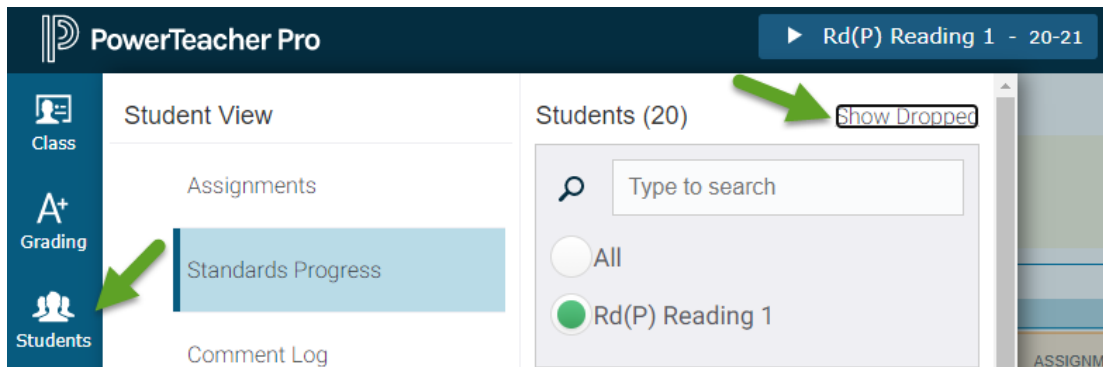 PowerTeacher Pro
Rd(P) Reading 1 - 20-21
Class
Grading
Students
Student View
Assignments
Standards Progress
Comment Log
Students (20)
Show Dropped
Type to search
All
Rd(P) Reading 1